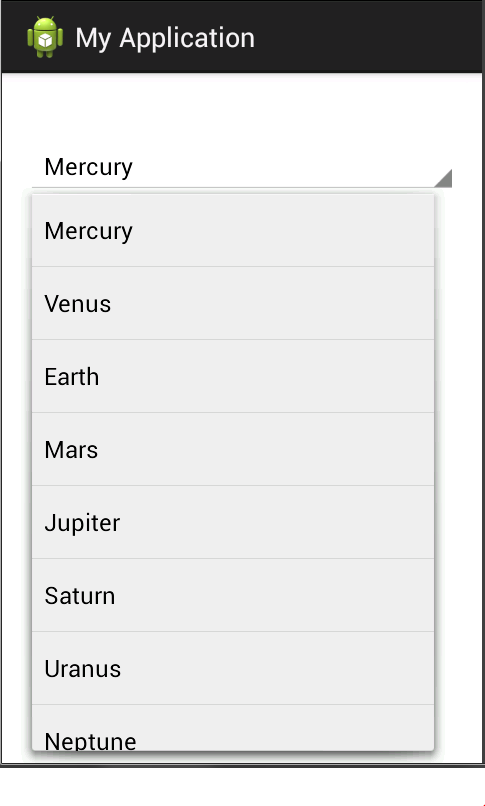 My Application
Mercury
Mercury
Venus
Earth
Mars
Jupiter
Saturn
Uranus
Neptune